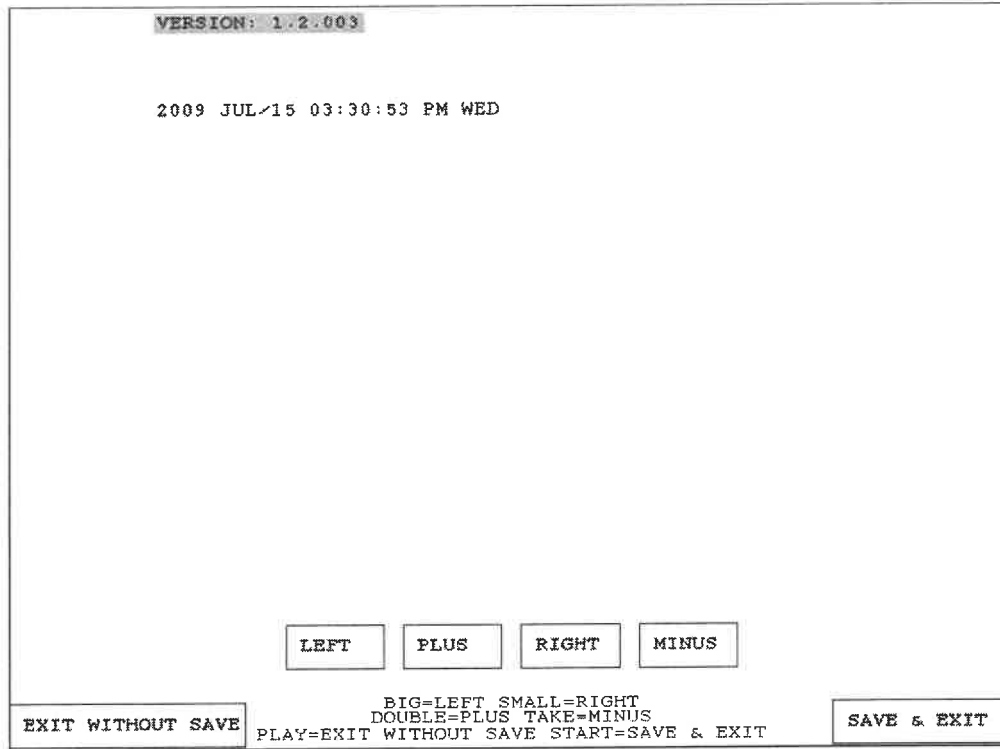 VERSION: 1.2.003
2009 JUL/15 03:30:53 PM WED
LEFT
PLUS
RIGHT
MINUS
BIG=LEFT SMALL=RIGHT
DOUBLE=PLUS TAKE=MINUS
PLAY=EXIT WITHOUT SAVE START=SAVE & EXIT
EXIT WITHOUT SAVE
SAVE & EXIT